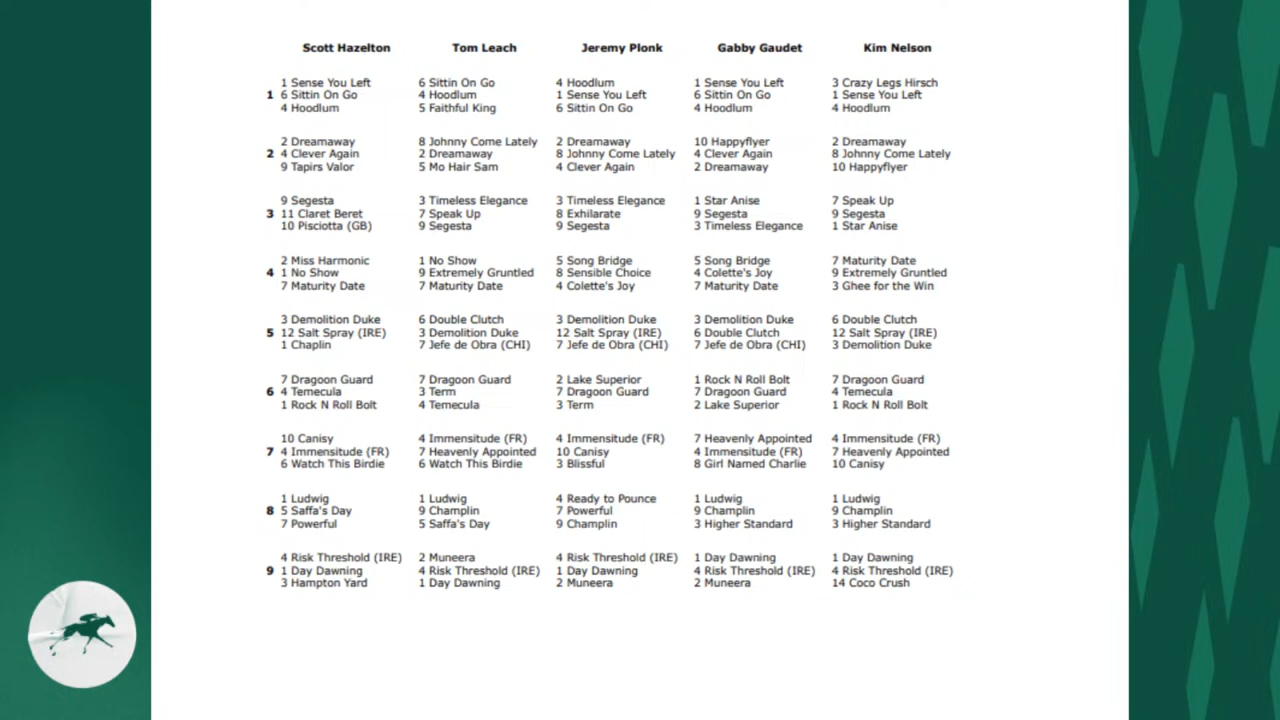 Scott Hazelton Tom Leach Jeremy Plonk Gabby Gaudet Kim Nelson
1 Sense You Left 6 Sittin On Go 4 Hoodlum 1 Sense You Left 3 Crazy Legs Hirsch
1 6 Sittin On Go 4 Hoodlum 1 Sense You Left 6 Sittin On Go 1 Sense You Left
4 Hoodlum 5 Faithful King 6 Sittin On Go 4 Hoodlum 4 Hoodlum
2 Dreamaway 8 Johnny Come Lately 2 Dreamaway 10 Happyflyer 2 Dreamaway
2 4 Clever Again 2 Dreamaway 8 Johnny Come Lately 4 Clever Again 8 Johnny Come Lately
9 Tapirs Valor 5 Mo Hair Sam 4 Clever Again 2 Dreamaway 10 Happyflyer
9 Segesta 3 Timeless Elegance 3 Timeless Elegance 1 Star Anise 7 Speak Up
3 11 Claret Beret 7 Speak Up 8 Exhilarate 9 Segesta 9 Segesta
10 Pisciotta (GB) 9 Segesta 9 Segesta 3 Timeless Elegance 1 Star Anise
2 Miss Harmonic 1 No Show 5 Song Bridge 5 Song Bridge 7 Maturity Date
4 1 No Show 9 Extremely Gruntled 8 Sensible Choice 4 Colette's Joy 9 Extremely Gruntled
7 Maturity Date 7 Maturity Date 4 Colette's Joy 7 Maturity Date 3 Ghee for the Win
3 Demolition Duke 6 Double Clutch 3 Demolition Duke 3 Demolition Duke 6 Double Clutch
5 12 Salt Spray (IRE) 3 Demolition Duke 12 Salt Spray (IRE) 6 Double Clutch 12 Salt Spray (IRE)
1 Chaplin 7 Jefe de Obra (CHI) 7 Jefe de Obra (CHI) 7 Jefe de Obra (CHI) 3 Demolition Duke
7 Dragoon Guard 7 Dragoon Guard 2 Lake Superior 1 Rock N Roll Bolt 7 Dragoon Guard
6 4 Temecula 3 Term 7 Dragoon Guard 7 Dragoon Guard 4 Temecula
1 Rock N Roll Bolt 4 Temecula 3 Term 2 Lake Superior 1 Rock N Roll Bolt
10 Canisy 4 Immensitude (FR) 4 Immensitude (FR) 7 Heavenly Appointed 4 Immensitude (FR)
7 4 Immensitude (FR) 7 Heavenly Appointed 10 Canisy 4 Immensitude (FR) 7 Heavenly Appointed
6 Watch This Birdie 6 Watch This Birdie 3 Blissful 8 Girl Named Charlie 10 Canisy
1 Ludwig 1 Ludwig 4 Ready to Pounce 1 Ludwig 1 Ludwig
8 5 Saffa's Day 9 Champlin 7 Powerful 9 Champlin 9 Champlin
7 Powerful 5 Saffa's Day 9 Champlin 3 Higher Standard 3 Higher Standard
4 Risk Threshold (IRE) 2 Muneera 4 Risk Threshold (IRE) 1 Day Dawning 1 Day Dawning
9 1 Day Dawning 4 Risk Threshold (IRE) 1 Day Dawning 4 Risk Threshold (IRE) 4 Risk Threshold (IRE)
3 Hampton Yard 1 Day Dawning 2 Muneera 2 Muneera 14 Coco Crush